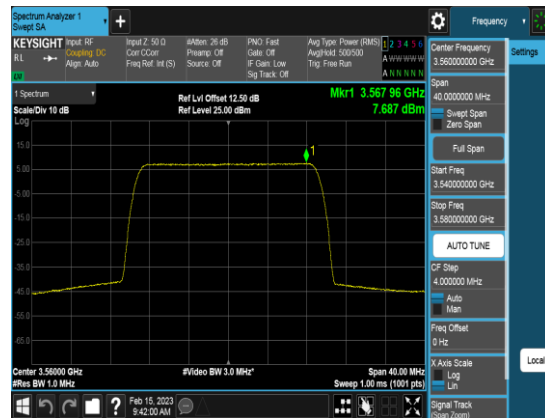 Spectrum Analyzer 1
Swept SA
+
Frequency
KEYSIGHT
Input: RF
Coupling: DC
Align: Auto
Input Z: 50 Ω
Corr CCorr
Freq Ref: Int (S)
#Atten: 26 dB
Preamp: Off
Source: Off
PNO: Fast
Gate: Off
IF Gain: Low
Sig Track: Off
Avg Type: Power (RMS)
Avg|Hold: 500/500
Trig: Free Run
1 2 3 4 5 6
A W W W W W
A N N N N N
RL
LXI
Center Frequency
3.560000000 GHz
Settings
Span
40.0000000 MHz
Swept Span
Zero Span
Full Span
Start Freq
3.540000000 GHz
Stop Freq
3.580000000 GHz
AUTO TUNE
CF Step
4.000000 MHz
Auto
Man
Freq Offset
0 Hz
X Axis Scale
Log
Lin
Local
Signal Track
(Span Zoom)
1 Spectrum
Scale/Div 10 dB
Ref Lvl Offset 12.50 dB
Ref Level 25.00 dBm
Mkr1 3.567 96 GHz
7.687 dBm
Log
15.0
5.00
-5.00
-15.0
-25.0
-35.0
-45.0
-55.0
-65.0
1
Center 3.56000 GHz
#Res BW 1.0 MHz
#Video BW 3.0 MHz*
Span 40.00 MHz
Sweep 1.00 ms (1001 pts)
?
Feb 15, 2023
9:42:00 AM